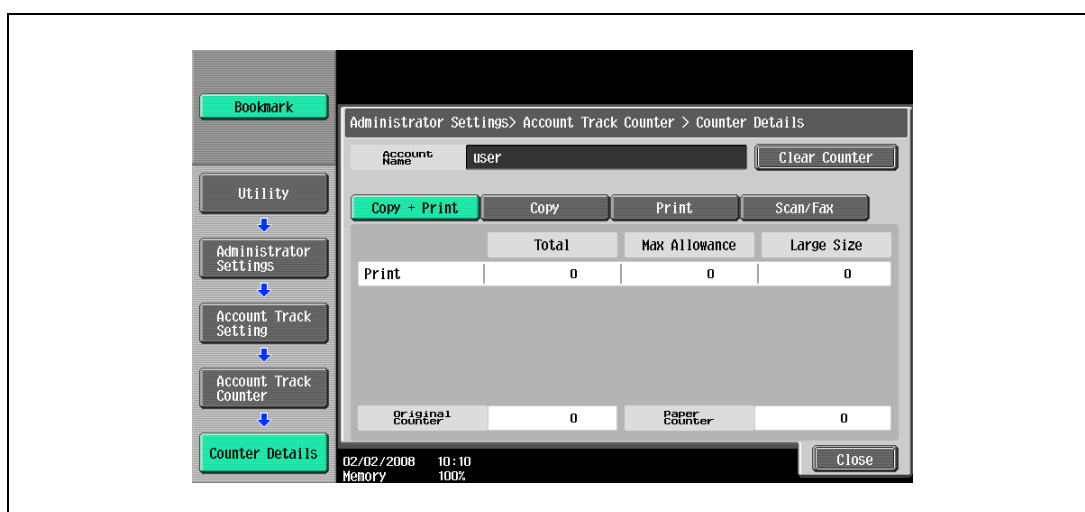 Bookmark
Utility
Administrator
Settings
Account Track
Setting
Account Track
Counter
Counter Details
Administrator Settings> Account Track Counter > Counter Details
Account
Name
user
Clear Counter
Copy + Print
Copy
Print
Scan/Fax
Total
Max Allowance
Large Size
Print
0
0
0
Original
Counter
0
Paper
Counter
0
02/02/2008 10:10
Memory 100%
Close